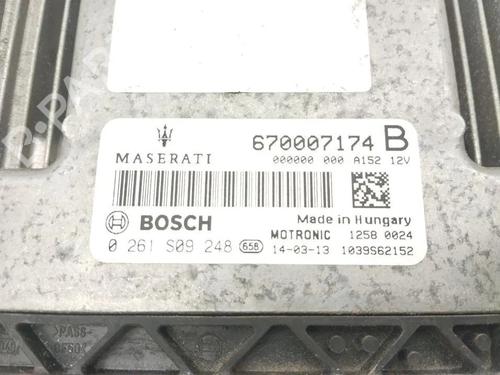 MASERATI
670007174 B
000000 000 A152 12V
BOSCH
Made in Hungary
MOTRONIC 1258 0024
0 261 S09 248 658
14-03-13 1039S62152
>PA66-